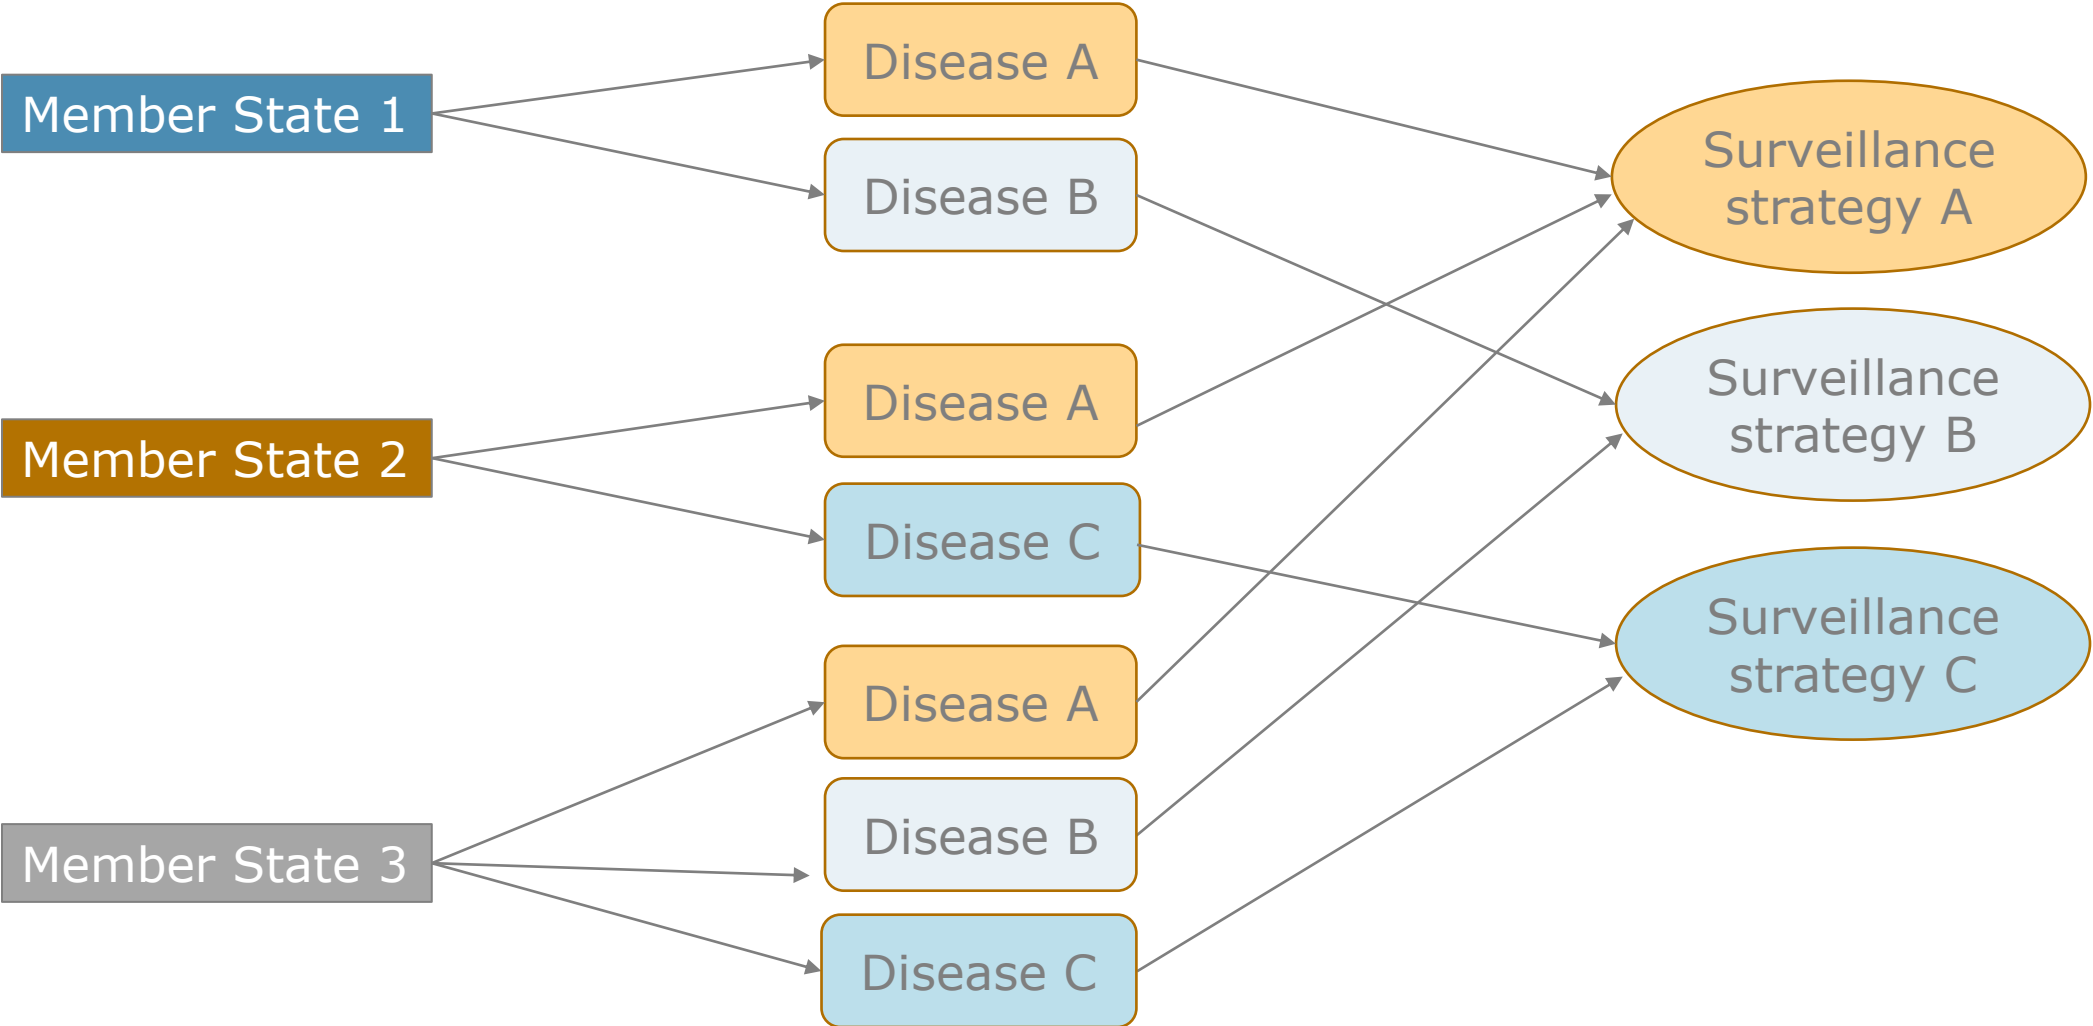 Member State 1
Disease A
Disease B
Member State 2
Disease A
Disease C
Member State 3
Disease A
Disease B
Disease C
Surveillance
strategy A
Surveillance
strategy B
Surveillance
strategy C